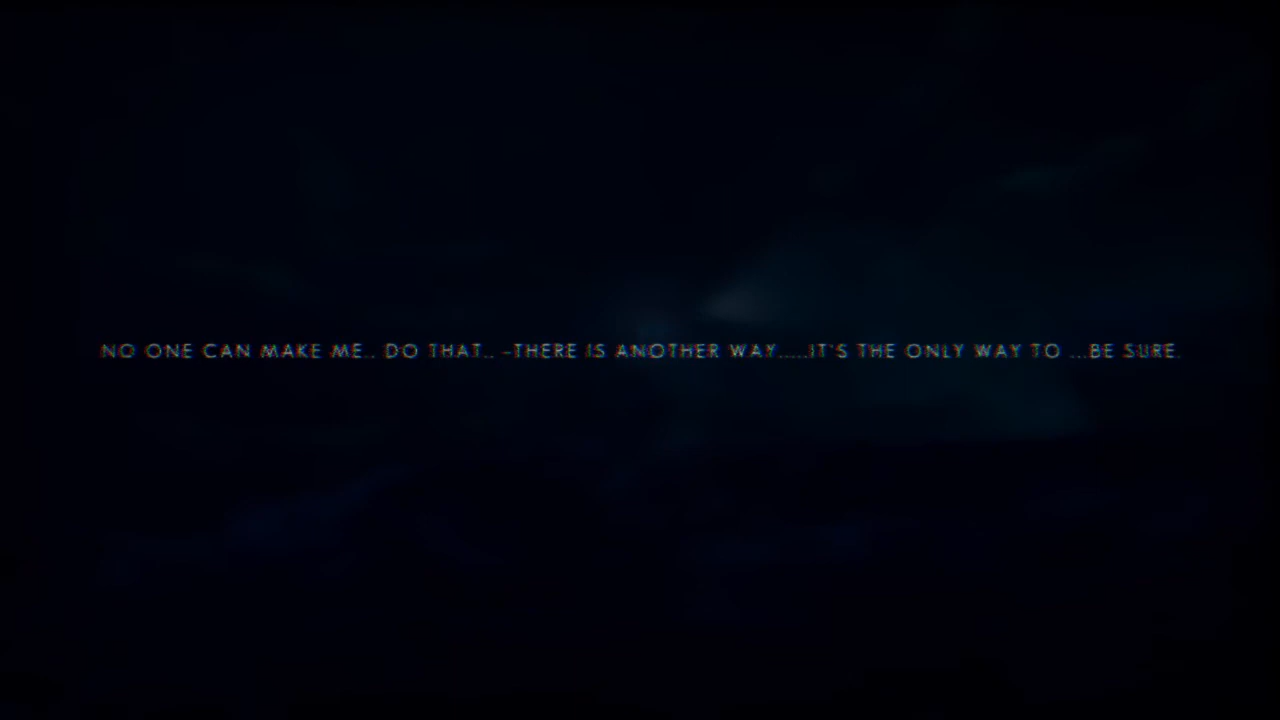 NO ONE CAN MAKE ME.. DO THAT.. -THERE IS ANOTHER WAY.....IT'S THE ONLY WAY TO ...BE SURE.